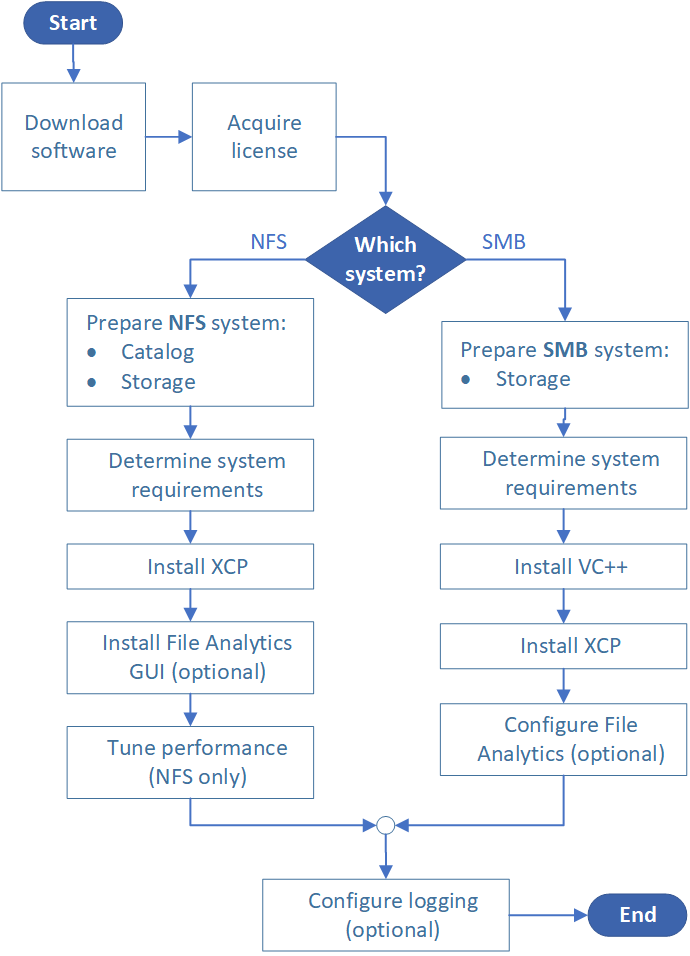 Start
Download
software
Acquire
license
Which
system?
NFS
SMB
Prepare NFS system:
• Catalog
• Storage
Determine system
requirements
Install XCP
Install File Analytics
GUI (optional)
Tune performance
(NFS only)
Prepare SMB system:
• Storage
Determine system
requirements
Install VC++
Install XCP
Configure File
Analytics (optional)
Configure logging
(optional)
End